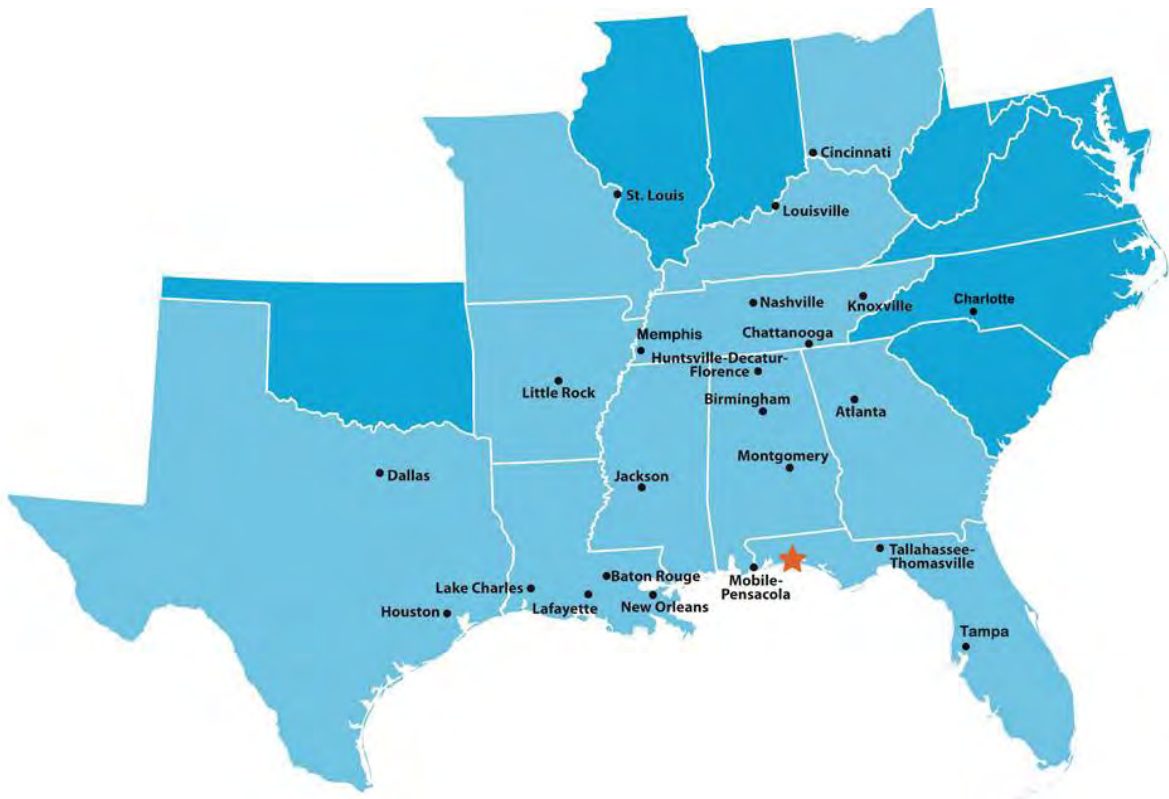 Cincinnati
St. Louis
Louisville
Nashville
Knoxville
Charlotte
Memphis
Chattanooga
Huntsville-Decatur-
Florence
Little Rock
Birmingham
Atlanta
Montgomery
Dallas
Jackson
Tallahassee-
Thomasville
Mobile-
Pensacola
Baton Rouge
Lake Charles
Lafayette
New Orleans
Houston
Tampa